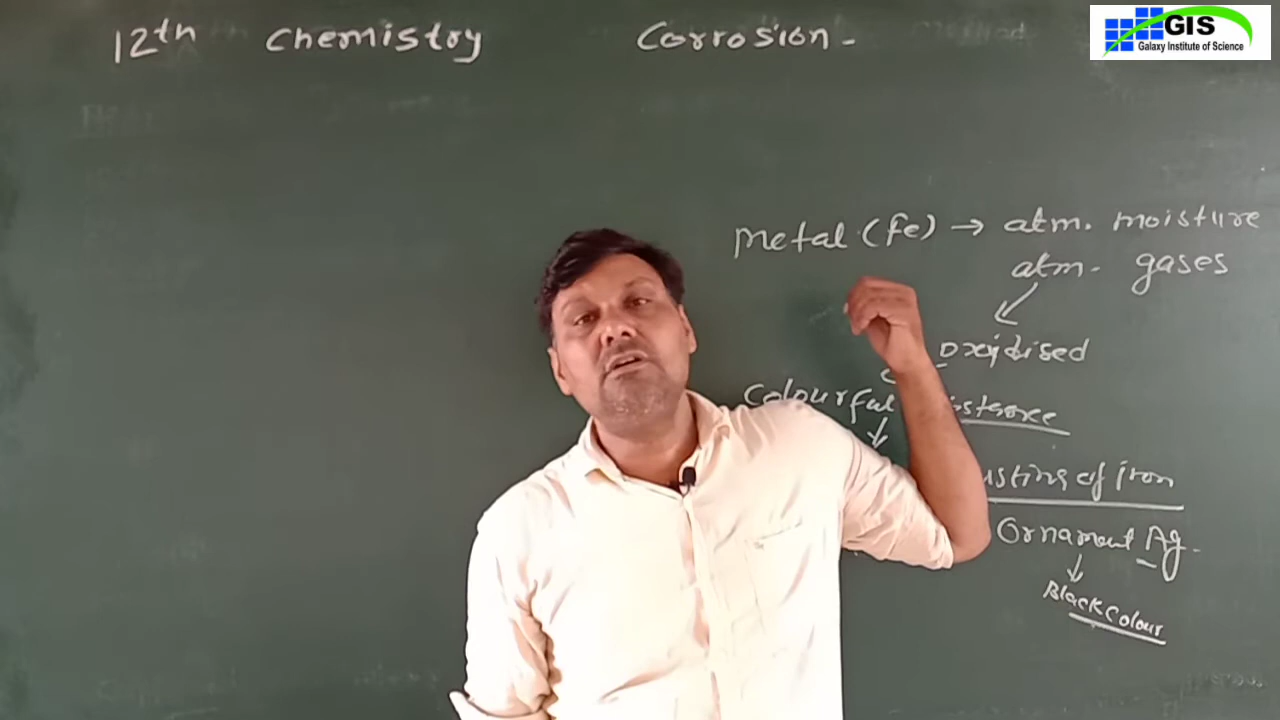 12th Chemistry Corrosion -
GIS
Galaxy Institute of Science
Metal (Fe) → atm. moisture
atm. gases
Oxidised
Colourful
usting of iron
Ornament Ag.
↓
Black Colour